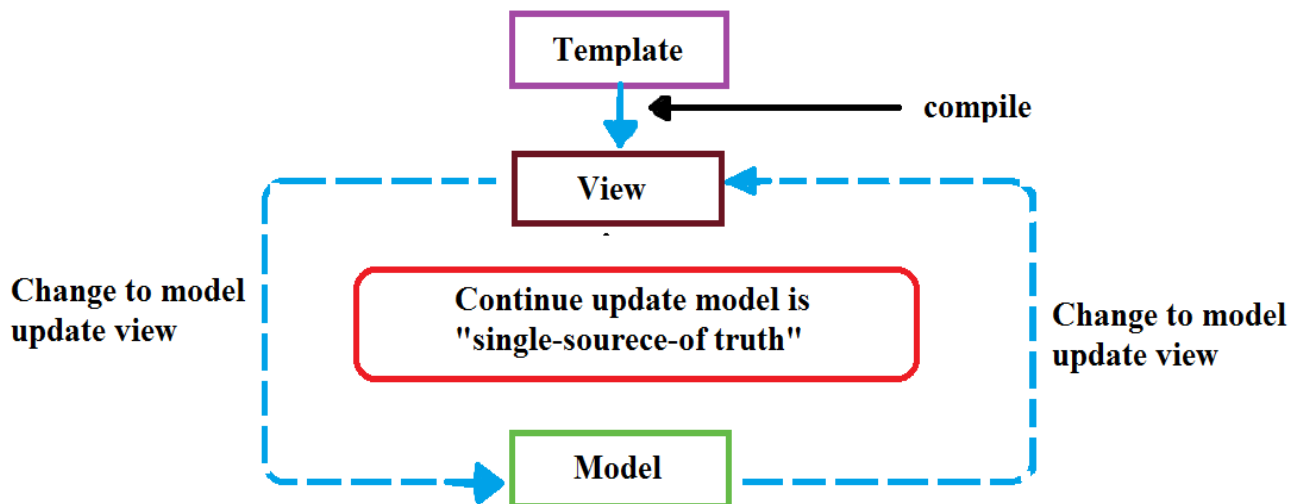 Template
compile
View
Change to model
update view
Continue update model is
"single-sourece-of truth"
Change to model
update view
Model